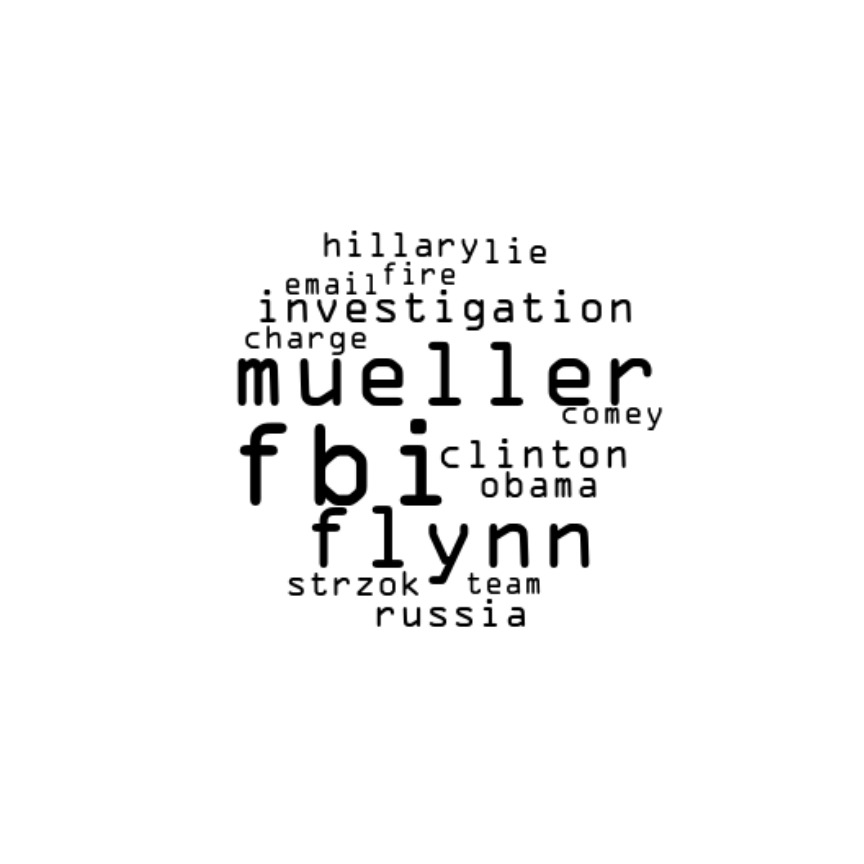 hillary lie
email fire
investigation
charge
mueller
comey
fbi clinton
obama
flynn
strzok team
russia